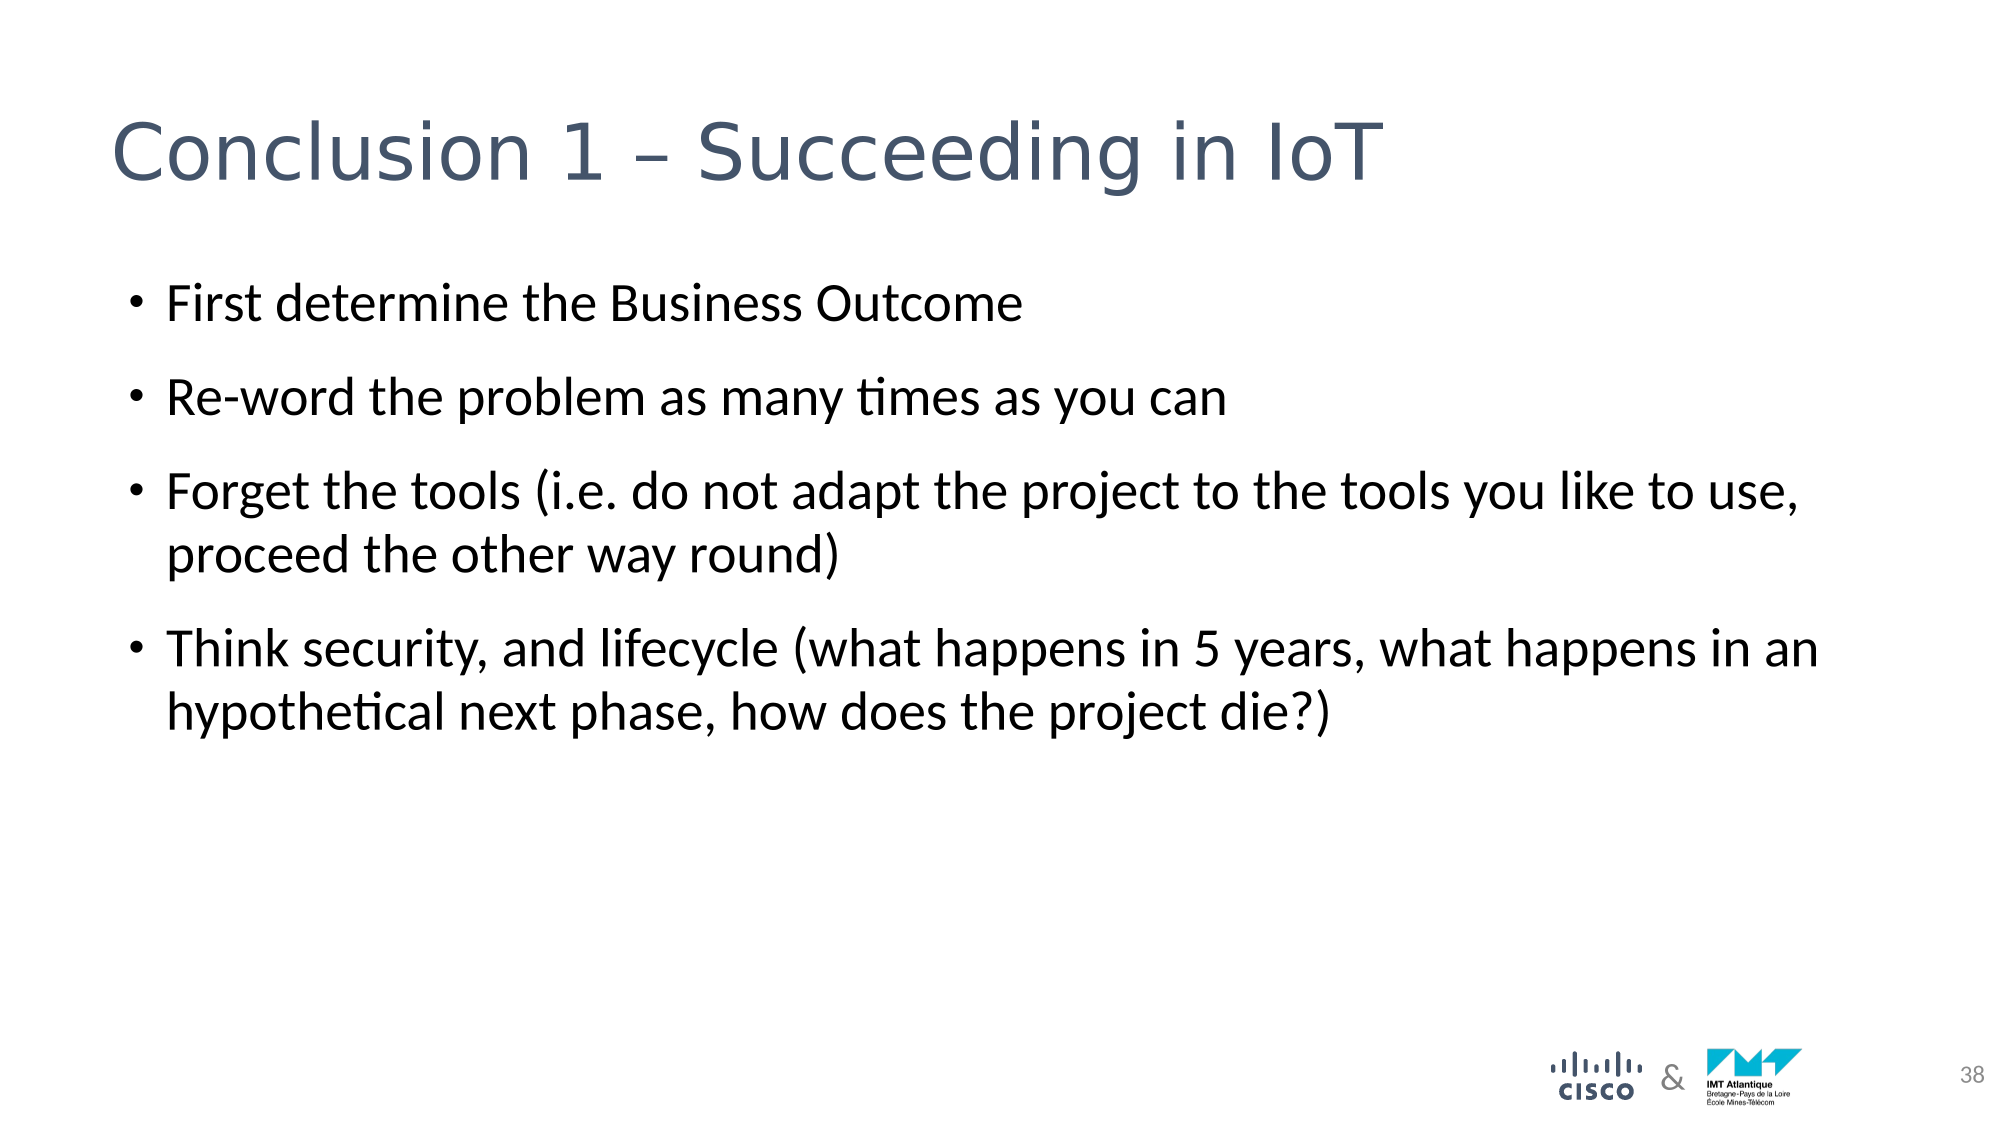 Conclusion 1 – Succeeding in IoT
• First determine the Business Outcome
• Re-word the problem as many times as you can
• Forget the tools (i.e. do not adapt the project to the tools you like to use,
proceed the other way round)
• Think security, and lifecycle (what happens in 5 years, what happens in an
hypothetical next phase, how does the project die?)
CISCO & IMT Atlantique
Bretagne-Pays de la Loire
École Mines-Télécom
38